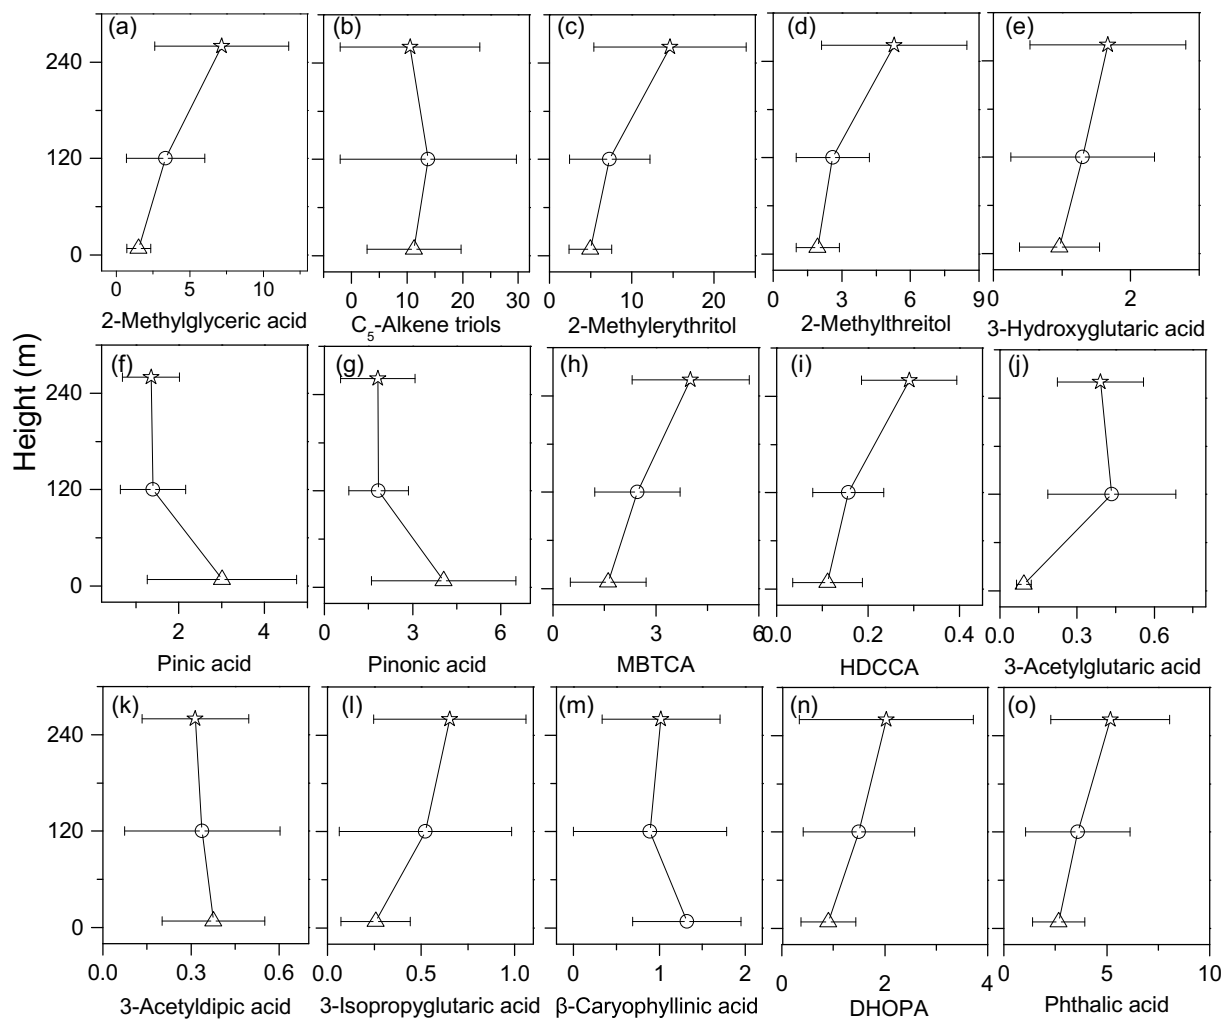 (a) (b) (c) (d) (e)
240
120
0
0 5 10 0 10 20 30 0 10 20 0 3 6 9 0 2
2-Methylglyceric acid C5-Alkene triols 2-Methylerythritol 2-Methylthreitol 3-Hydroxyglutaric acid
Height (m)
(f) (g) (h) (i) (j)
240
120
0
2 4 0 3 6 0 3 6 0.0 0.2 0.4 0.0 0.3 0.6
Pinic acid Pinonic acid MBTCA HDCCA 3-Acetylglutaric acid
(k) (l) (m) (n) (o)
240
120
0
0.0 0.3 0.6 0.0 0.5 1.0 0 1 2 0 2 4 0 5 10
3-Acetyldipic acid 3-Isopropyglutaric acid β-Caryophyllinic acid DHOPA Phthalic acid